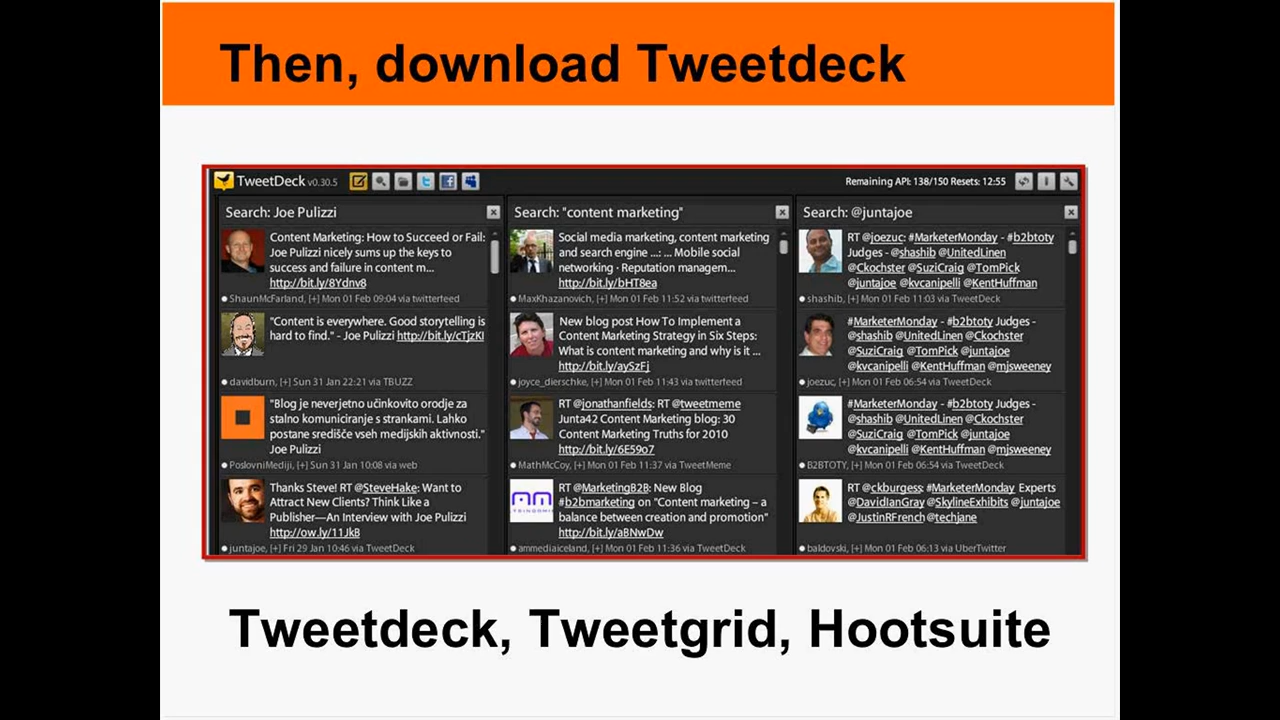 Then, download Tweetdeck
TweetDeck v0.30.5
Remaining API: 138/150 Resets: 12:55
Search: Joe Pulizzi
Content Marketing: How to Succeed or Fail:
Joe Pulizzi nicely sums up the keys to
success and failure in content m...
http://bit.ly/8Ydnv8
ShaunMcFarland, [+] Mon 01 Feb 09:04 via twitterfeed
"Content is everywhere. Good storytelling is
hard to find." - Joe Pulizzi http://bit.ly/cTjzKI
davidburn, [+] Sun 31 Jan 22:21 via TBUZZ
"Blog je neverjetno učinkovito orodje za
stalno komuniciranje s strankami. Lahko
postane središče vseh medijskih aktivnosti."
Joe Pulizzi
PoslovniMediji, [+] Sun 31 Jan 10:08 via web
Thanks Steve! RT @SteveHake: Want to
Attract New Clients? Think Like a
Publisher—An Interview with Joe Pulizzi
http://ow.ly/11JkB
juntajoe, [+] Fri 29 Jan 10:46 via TweetDeck
Search: "content marketing"
Social media marketing, content marketing
and search engine ...: ... Mobile social
networking · Reputation managem...
http://bit.ly/bHT8ea
MaxKhazanovich, [+] Mon 01 Feb 11:52 via twitterfeed
New blog post How To Implement a
Content Marketing Strategy in Six Steps:
What is content marketing and why is it ...
http://bit.ly/aySzFj
joyce_dierschke, [+] Mon 01 Feb 11:43 via twitterfeed
RT @jonathanfields: RT @tweetmeme
Junta42 Content Marketing blog: 30
Content Marketing Truths for 2010
http://bit.ly/6E59o7
MathMcCoy, [+] Mon 01 Feb 11:37 via TweetMeme
RT @MarketingB2B: New Blog
#b2bmarketing on "Content marketing – a
balance between creation and promotion"
http://bit.ly/aBNwDw
ammediaiceland, [+] Mon 01 Feb 11:36 via TweetDeck
Search: @juntajoe
RT @joezuc: #MarketerMonday - #b2btoty
Judges - @shashib @UnitedLinen
@Ckochster @SuziCraig @TomPick
@juntajoe @kvcanipelli @KentHuffman
shashib, [+] Mon 01 Feb 11:03 via TweetDeck
#MarketerMonday - #b2btoty Judges -
@shashib @UnitedLinen @Ckochster
@SuziCraig @TomPick @juntajoe
@kvcanipelli @KentHuffman @mjsweeney
joezuc, [+] Mon 01 Feb 06:54 via TweetDeck
#MarketerMonday - #b2btoty Judges -
@shashib @UnitedLinen @Ckochster
@SuziCraig @TomPick @juntajoe
@kvcanipelli @KentHuffman @mjsweeney
B2BTOTY, [+] Mon 01 Feb 06:54 via TweetDeck
RT @ckburgess: #MarketerMonday Experts
@DavidIanGray @SkylineExhibits @juntajoe
@JustinRFrench @techjane
baldovski, [+] Mon 01 Feb 06:13 via UberTwitter
Tweetdeck, Tweetgrid, Hootsuite